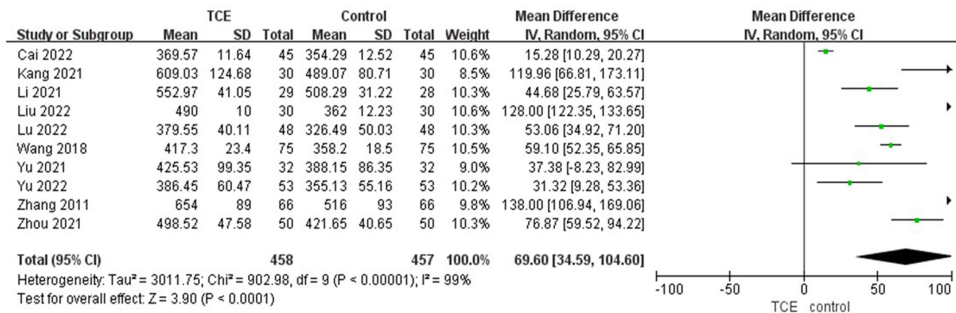 TCE Control Mean Difference Mean Difference
Study or Subgroup Mean SD Total Mean SD Total Weight IV, Random, 95% CI IV, Random, 95% CI
Cai 2022 369.57 11.64 45 354.29 12.52 45 10.6% 15.28 [10.29, 20.27]
Kang 2021 609.03 124.68 30 489.07 80.71 30 8.5% 119.96 [66.81, 173.11]
Li 2021 552.97 41.05 29 508.29 31.22 28 10.3% 44.68 [25.79, 63.57]
Liu 2022 490 10 30 362 12.23 30 10.6% 128.00 [122.35, 133.65]
Lu 2022 379.55 40.11 48 326.49 50.03 48 10.3% 53.06 [34.92, 71.20]
Wang 2018 417.3 23.4 75 358.2 18.5 75 10.5% 59.10 [52.35, 65.85]
Yu 2021 425.53 99.35 32 388.15 86.35 32 8.9% 37.38 [-8.23, 82.99]
Yu 2022 386.45 60.47 53 355.13 55.16 53 10.2% 31.32 [9.28, 53.36]
Zhang 2011 654 89 66 516 93 66 9.8% 138.00 [106.94, 169.06]
Zhou 2021 498.52 47.58 50 421.65 40.65 50 10.3% 76.87 [59.52, 94.22]
Total (95% CI) 458 457 100.0% 69.60 [34.59, 104.60]
Heterogeneity: Tau² = 3011.75; Chi² = 902.98, df = 9 (P < 0.00001); I² = 99%
Test for overall effect: Z = 3.90 (P < 0.0001)
-100 -50 0 50 100
TCE control